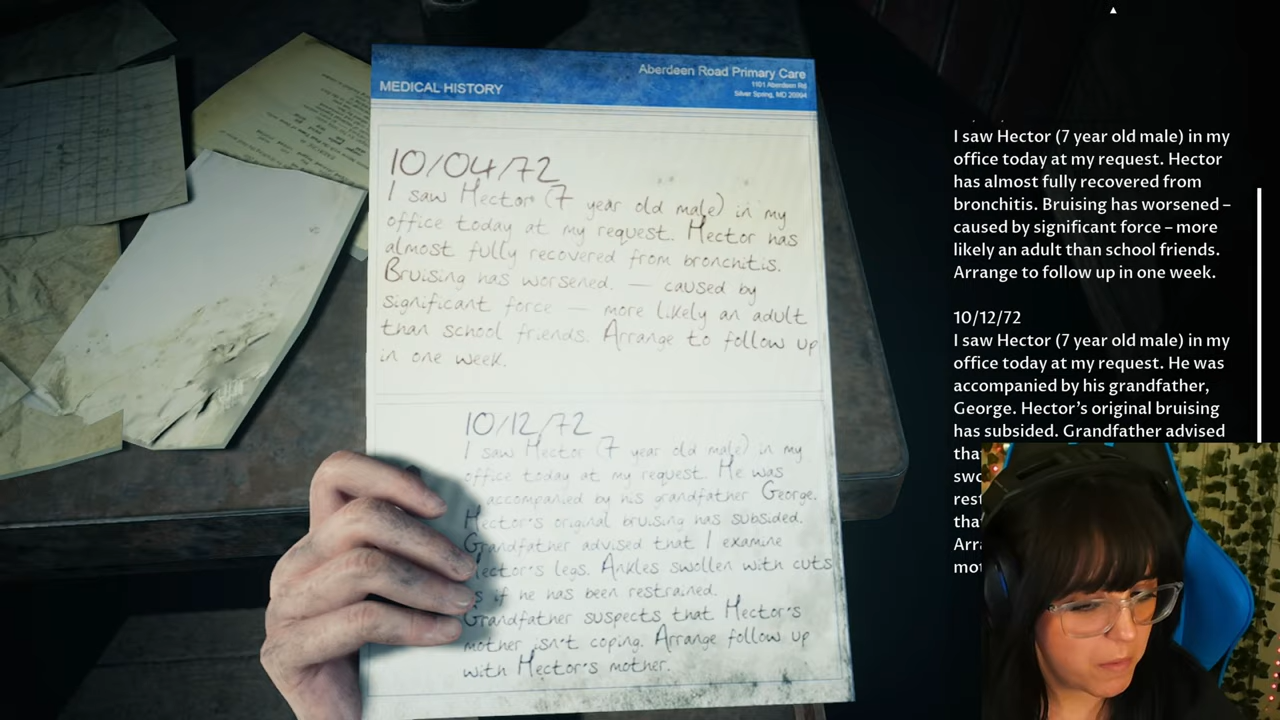 Aberdeen Road Primary Care
1101 Aberdeen Rd
Silver Spring, MD 20894
MEDICAL HISTORY
10/04/72
I saw Hector (7 year old male) in my
office today at my request. Hector has
almost fully recovered from bronchitis.
Bruising has worsened. — caused by
significant force — more likely an adult
than school friends. Arrange to follow up
in one week.
10/12/72
I saw Hector (7 year old male) in my
office today at my request. He was
accompanied by his grandfather George.
Hector's original bruising has subsided.
Grandfather advised that I examine
Hector's legs. Ankles swollen with cuts
as if he has been restrained.
Grandfather suspects that Hector's
mother isn't coping. Arrange follow up
with Hector's mother.
I saw Hector (7 year old male) in my
office today at my request. Hector
has almost fully recovered from
bronchitis. Bruising has worsened –
caused by significant force – more
likely an adult than school friends.
Arrange to follow up in one week.
10/12/72
I saw Hector (7 year old male) in my
office today at my request. He was
accompanied by his grandfather,
George. Hector's original bruising
has subsided. Grandfather advised